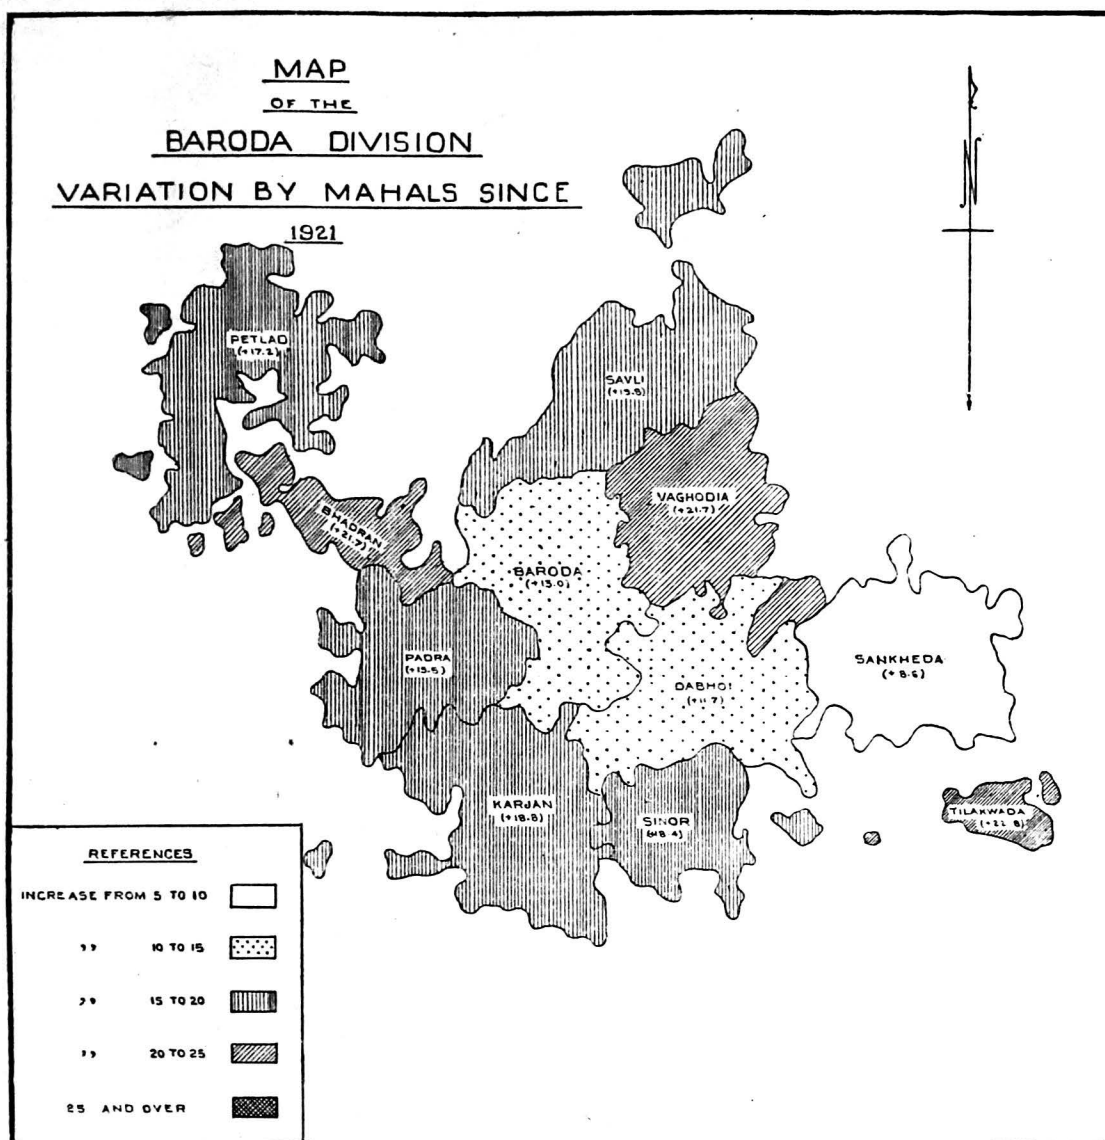 MAP
OF THE
BARODA DIVISION
VARIATION BY MAHALS SINCE
1921
N
PETLAD
(+17.2)
SAVLI
(+15.8)
VAGHODIA
(+21.7)
BHADRAN
(+21.7)
BARODA
(+13.0)
PADRA
(+15.5)
DABHOI
(+11.7)
SANKHEDA
(+8.6)
KARJAN
(+18.8)
SINOR
(+18.4)
TILAKWADA
REFERENCES
INCREASE FROM 5 TO 10
,, 10 TO 15
,, 15 TO 20
,, 20 TO 25
25 AND OVER